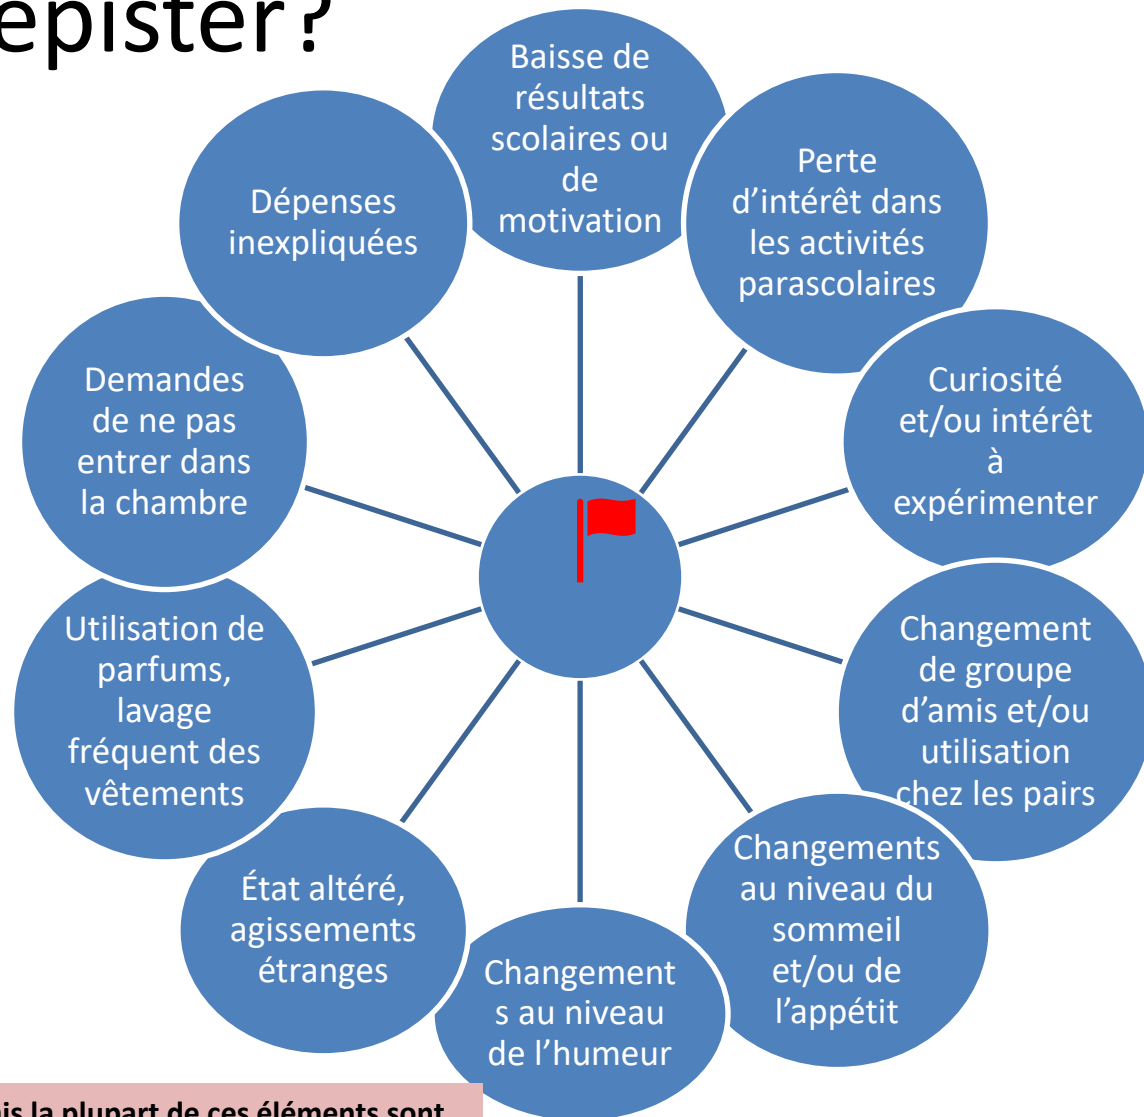 épister?
Baisse de
résultats
scolaires ou
de
motivation
Perte
d'intérêt dans
les activités
parascolaires
Curiosité
et/ou intérêt
à
expérimenter
Changement
de groupe
d'amis et/ou
utilisation
chez les pairs
Changements
au niveau du
sommeil
et/ou de
l'appétit
Changement
s au niveau
de l'humeur
État altéré,
agissements
étranges
Utilisation de
parfums,
lavage
fréquent des
vêtements
Demandes
de ne pas
entrer dans
la chambre
Dépenses
inexpliquées
la plupart de ces éléments sont